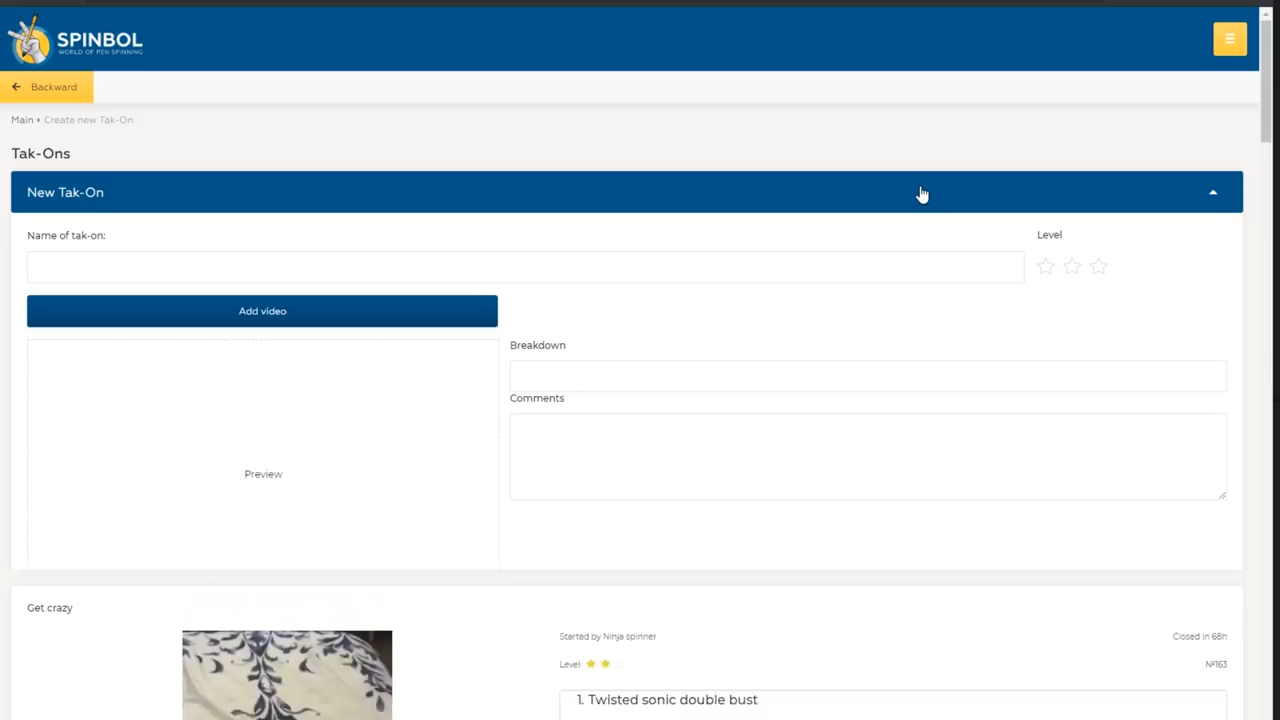 SPINBOL
WORLD OF PEN SPINNING
Backward
Main
Create new Tak-On
Tak-Ons
New Tak-On
Name of tak-on:
Level
Add video
Breakdown
Comments
Preview
Get crazy
Started by Ninja spinner
Closed in 68h
Level:
№163
1. Twisted sonic double bust